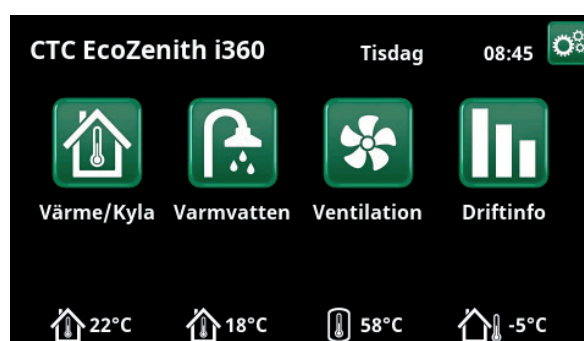 CTC EcoZenith i360 Tisdag 08:45
Värme/Kyla Varmvatten Ventilation Driftinfo
22°C 18°C 58°C -5°C